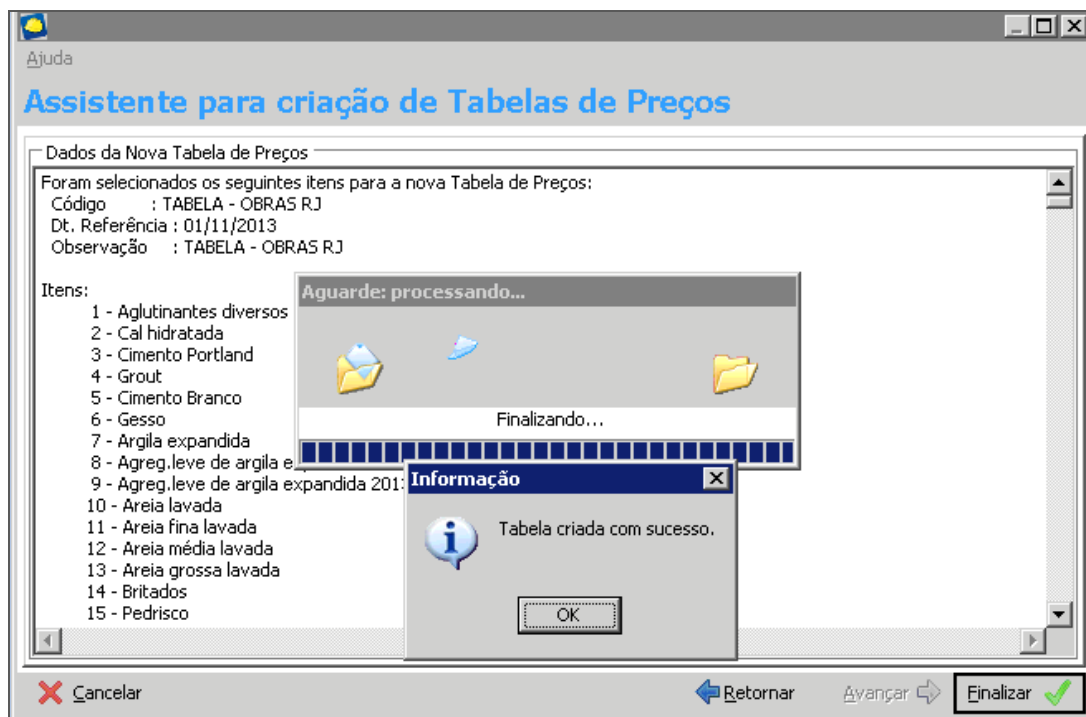 Ajuda
Assistente para criação de Tabelas de Preços
Dados da Nova Tabela de Preços
Foram selecionados os seguintes itens para a nova Tabela de Preços:
Código : TABELA - OBRAS RJ
Dt. Referência : 01/11/2013
Observação : TABELA - OBRAS RJ
Itens:
1 - Aglutinantes diversos
2 - Cal hidratada
3 - Cimento Portland
4 - Grout
5 - Cimento Branco
6 - Gesso
7 - Argila expandida
8 - Agreg.leve de argila
9 - Agreg.leve de argila expandida
10 - Areia lavada
11 - Areia fina lavada
12 - Areia média lavada
13 - Areia grossa lavada
14 - Britados
15 - Pedrisco
Aguarde: processando...
Finalizando...
Informação
Tabela criada com sucesso.
OK
Cancelar
Retornar
Avançar
Finalizar